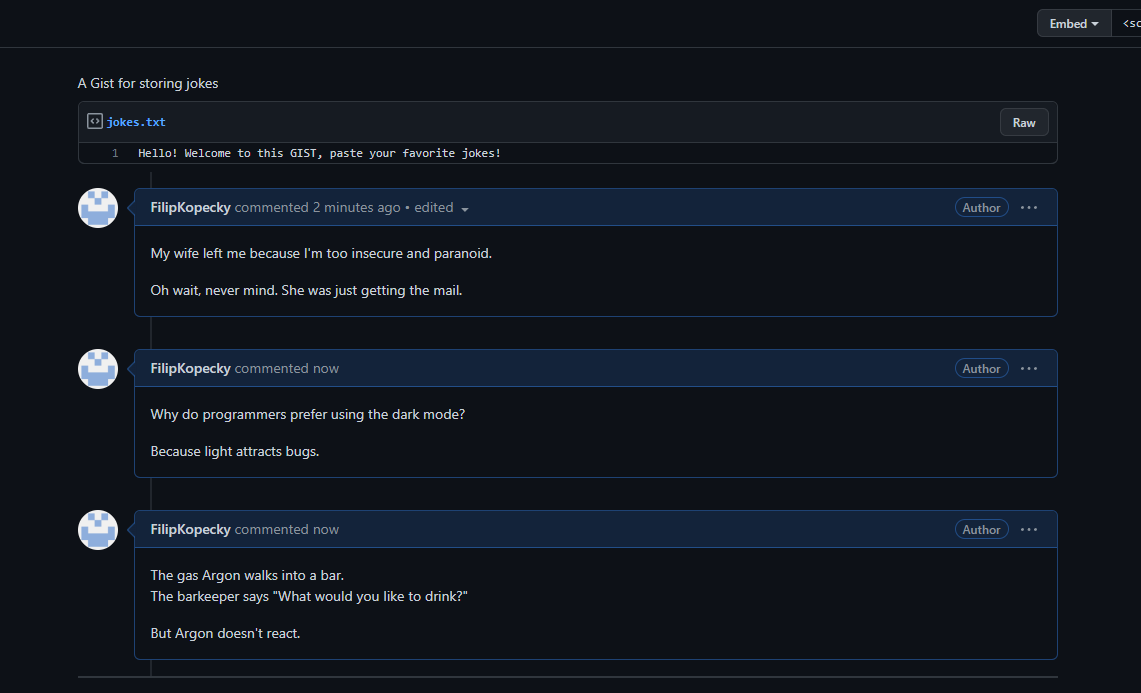 Embed
A Gist for storing jokes
jokes.txt
Raw
1 Hello! Welcome to this GIST, paste your favorite jokes!
FilipKopecky commented 2 minutes ago • edited
Author
My wife left me because I'm too insecure and paranoid.
Oh wait, never mind. She was just getting the mail.
FilipKopecky commented now
Author
Why do programmers prefer using the dark mode?
Because light attracts bugs.
FilipKopecky commented now
Author
The gas Argon walks into a bar.
The barkeeper says "What would you like to drink?"
But Argon doesn't react.